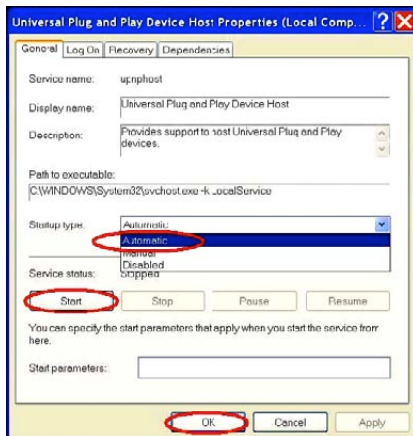 Universal Plug and Play Device Host Properties (Local Comp...
General Log On Recovery Dependencies
Service name: upnphost
Display name: Universal Plug and Play Device Host
Description: Provides support to host Universal Plug and Play
devices.
Path to executable:
C:\WINDOWS\System32\svchost.exe -k LocalService
Startup type: Automatic
Automatic
Manual
Disabled
Service status: Stopped
Start Stop Pause Resume
You can specify the start parameters that apply when you start the service from
here.
Start parameters:
OK Cancel Apply